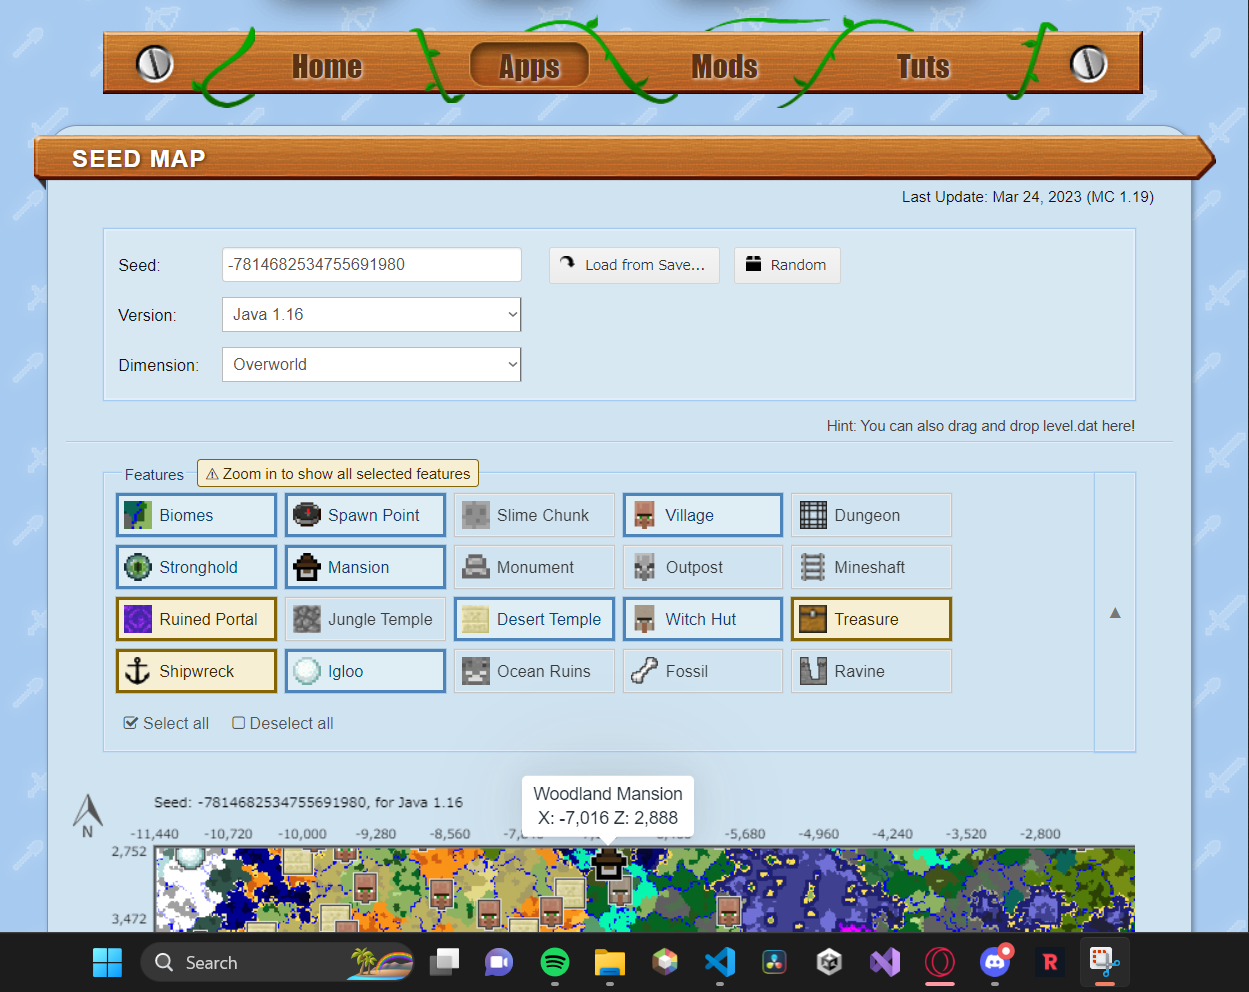 Home Apps Mods Tuts
SEED MAP
Last Update: Mar 24, 2023 (MC 1.19)
Seed: -7814682534755691980 Load from Save... Random
Version: Java 1.16
Dimension: Overworld
Hint: You can also drag and drop level.dat here!
Features ⚠ Zoom in to show all selected features
Biomes Spawn Point Slime Chunk Village Dungeon
Stronghold Mansion Monument Outpost Mineshaft
Ruined Portal Jungle Temple Desert Temple Witch Hut Treasure
Shipwreck Igloo Ocean Ruins Fossil Ravine
Select all Deselect all
Woodland Mansion
X: -7,016 Z: 2,888
Seed: -7814682534755691980, for Java 1.16
N
-11,440 -10,720 -10,000 -9,280 -8,560 -5,680 -4,960 -4,240 -3,520 -2,800
2,752
3,472
Search
R